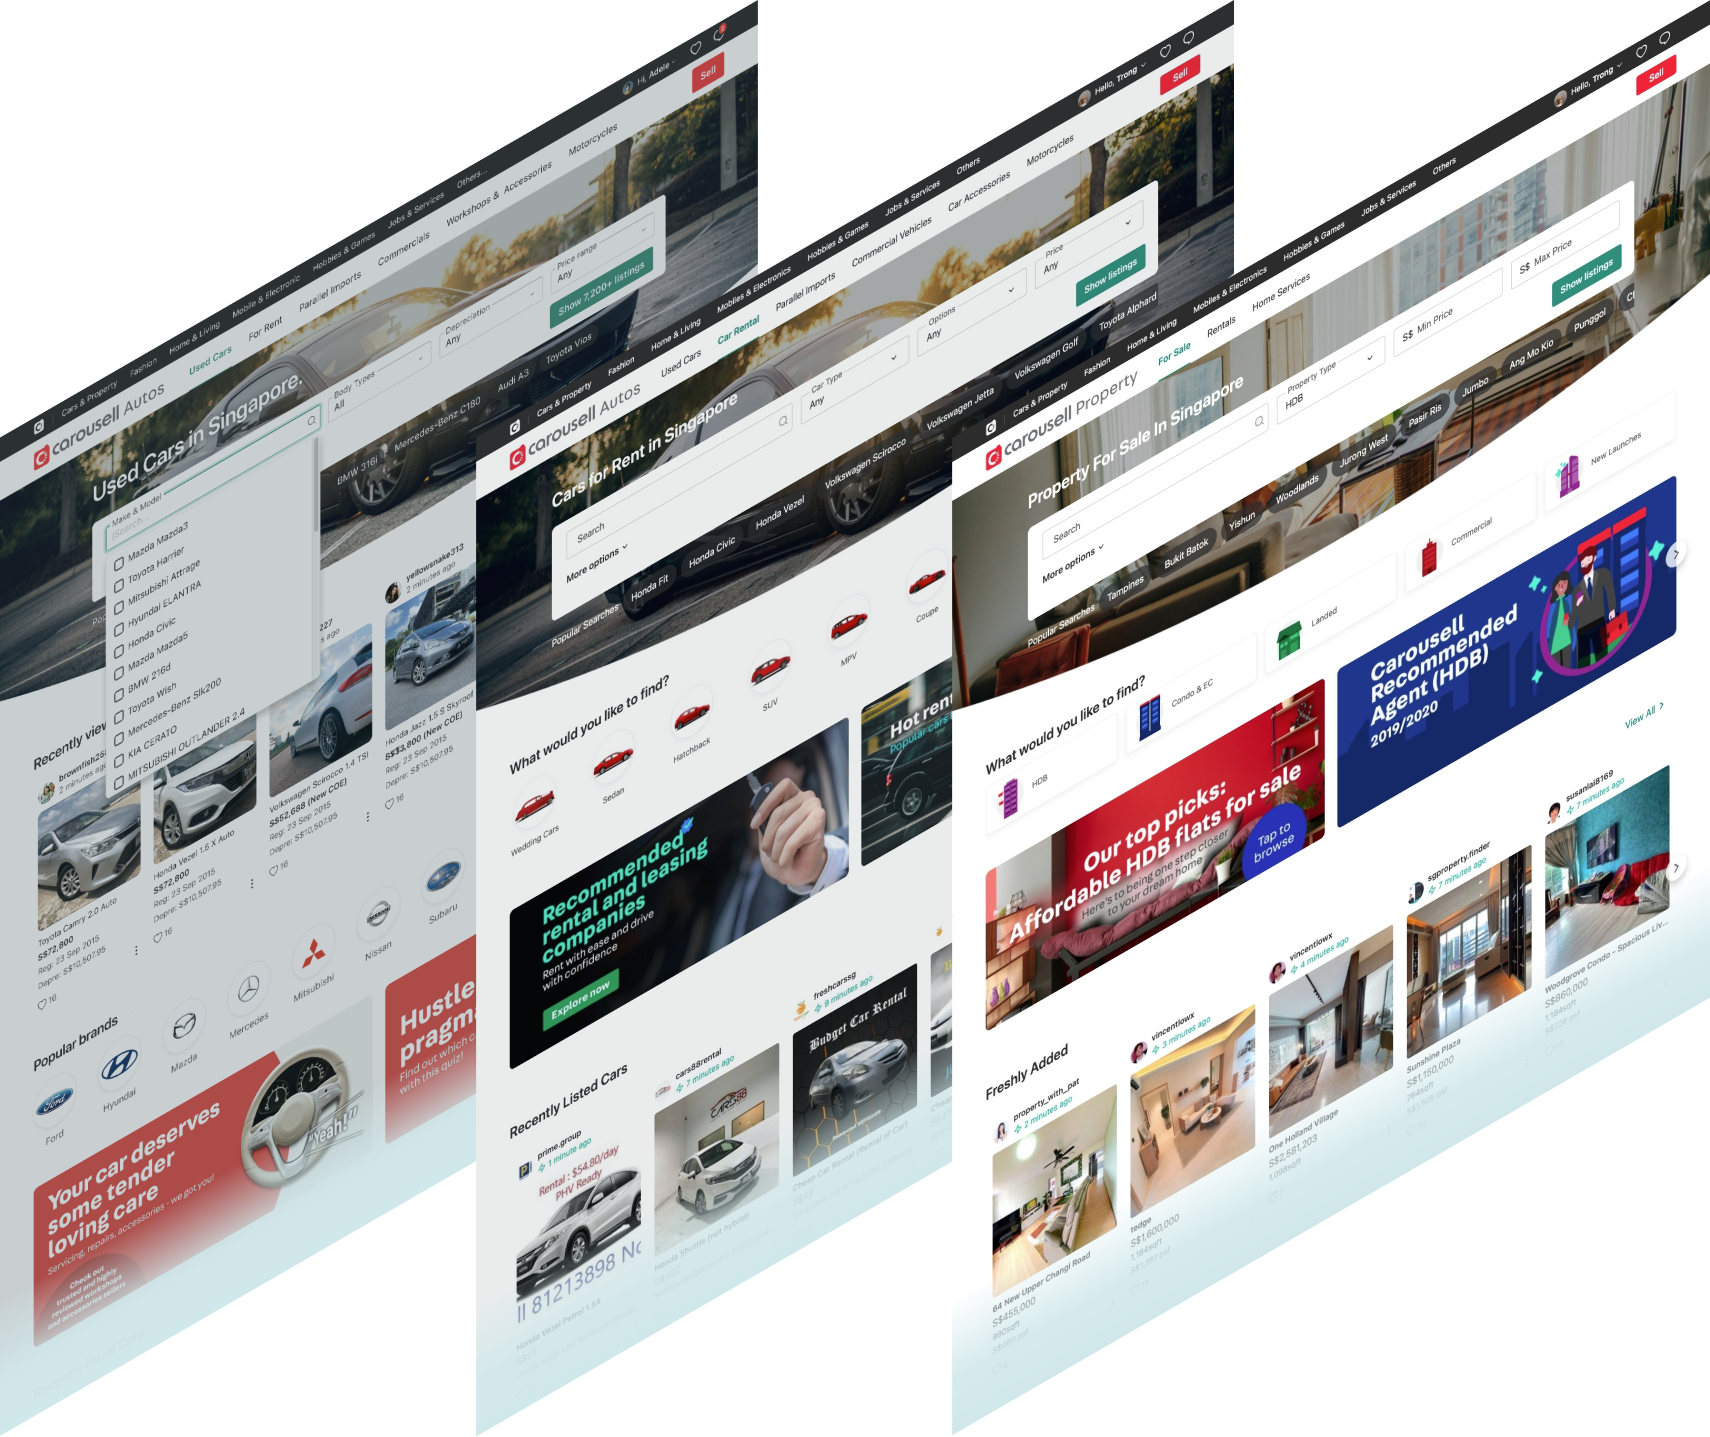 Hi, Adele
2
Sell
Cars & Property
Fashion
Home & Living
Mobile & Electronic
Hobbies & Games
Jobs & Services
Others...
carousell Autos
Used Cars
For Rent
Parallel Imports
Commercials
Workshops & Accessories
Motorcycles
Used Cars in Singapore.
Make & Model
Search
Body Types
All
Depreciation
Any
Price range
Any
Show 7,200+ listings
BMW 316i
Mercedes-Benz C180
Audi A3
Toyota Vios
Mazda Mazda3
Toyota Harrier
Mitsubishi Attrage
Hyundai ELANTRA
Honda Civic
Mazda Mazda5
BMW 216d
Toyota Wish
Mercedes-Benz Slk200
KIA CERATO
MITSUBISHI OUTLANDER 2.4
Recently view
2 minutes ago
Toyota Camry 2.0 Auto
S$72,800
Reg: 23 Sep 2015
Depre: S$10,507.95
16
Honda Vezel 1.5 X Auto
S$72,800
Reg: 23 Sep 2015
Depre: S$10,507.95
16
227
s ago
Volkswagen Scirocco 1.4 TSI
S$52,688 (New COE)
Reg: 23 Sep 2015
Depre: S$10,507.95
16
yellowsnake313
2 minutes ago
Honda Jazz 1.5 S Skyroof
S$33,800 (New COE)
Reg: 23 Sep 2015
Depre: S$10,507.95
16
Popular brands
Ford
Hyundai
Mazda
Mercedes
Mitsubishi
Nissan
Subaru
Your car deserves
some tender
loving care
Servicing, repairs, accessories - we got you!
Check out
trusted and highly
reviewed workshops
and accessories sellers
"Yeah!"
Hustle
pragm
Find out which c
with this quiz!
Recently listed Cars
Hello, Trong
Sell
Cars & Property
Fashion
Home & Living
Mobiles & Electronics
Hobbies & Games
Jobs & Services
Others
carousell Autos
Used Cars
Car Rental
Parallel Imports
Commercial Vehicles
Car Accessories
Motorcycles
Cars for Rent in Singapore
Search
Car Type
Any
Options
Any
Price
Any
More options
Show listings
Popular Searches
Honda Fit
Honda Civic
Honda Vezel
Volkswagen Scirocco
Volkswagen Jetta
Volkswagen Golf
Toyota Alphard
What would you like to find?
Wedding Cars
Sedan
Hatchback
SUV
MPV
Coupe
Recommended
rental and leasing
companies
Rent with ease and drive
with confidence
Explore now
Hot ren
Popular cars
Recently Listed Cars
prime.group
1 minute ago
Rental : $54.80/day
PHV Ready
ll 81213898 No
Honda Vezel Petrol 1.5A
cars88rental
7 minutes ago
CARS88
Honda Shuttle (not hybrid)
freshcarssg
9 minutes ago
Budget Car Rental
Cheap Car Rental (Rental of Car)
Hello, Trong
Sell
Cars & Property
Fashion
Home & Living
Mobiles & Electronics
Hobbies & Games
Jobs & Services
Others
carousell Property
For Sale
Rentals
Home Services
Property For Sale In Singapore
Search
Property Type
HDB
S$ Min Price
S$ Max Price
More options
Show listings
Popular Searches
Tampines
Bukit Batok
Yishun
Woodlands
Jurong West
Pasir Ris
Jumbo
Ang Mo Kio
Punggol
What would you like to find?
HDB
Condo & EC
Landed
Commercial
New Launches
Our top picks:
Affordable HDB flats for sale
Here's to being one step closer
to your dream home
Tap to
browse
Carousell
Recommended
Agent (HDB)
2019/2020
View All
Freshly Added
property_with_pat
2 minutes ago
64 New Upper Changi Road
S$455,000
990sqft
vincentlowx
3 minutes ago
tedge
S$1,600,000
1,184sqft
vincentlowx
4 minutes ago
One Holland Village
S$2,581,203
1,098sqft
sgproperty.finder
7 minutes ago
Sunshine Plaza
S$1,150,000
764sqft
susanlai8169
7 minutes ago
Woodgrove Condo - Spacious Liv...
S$860,000
1,184sqft